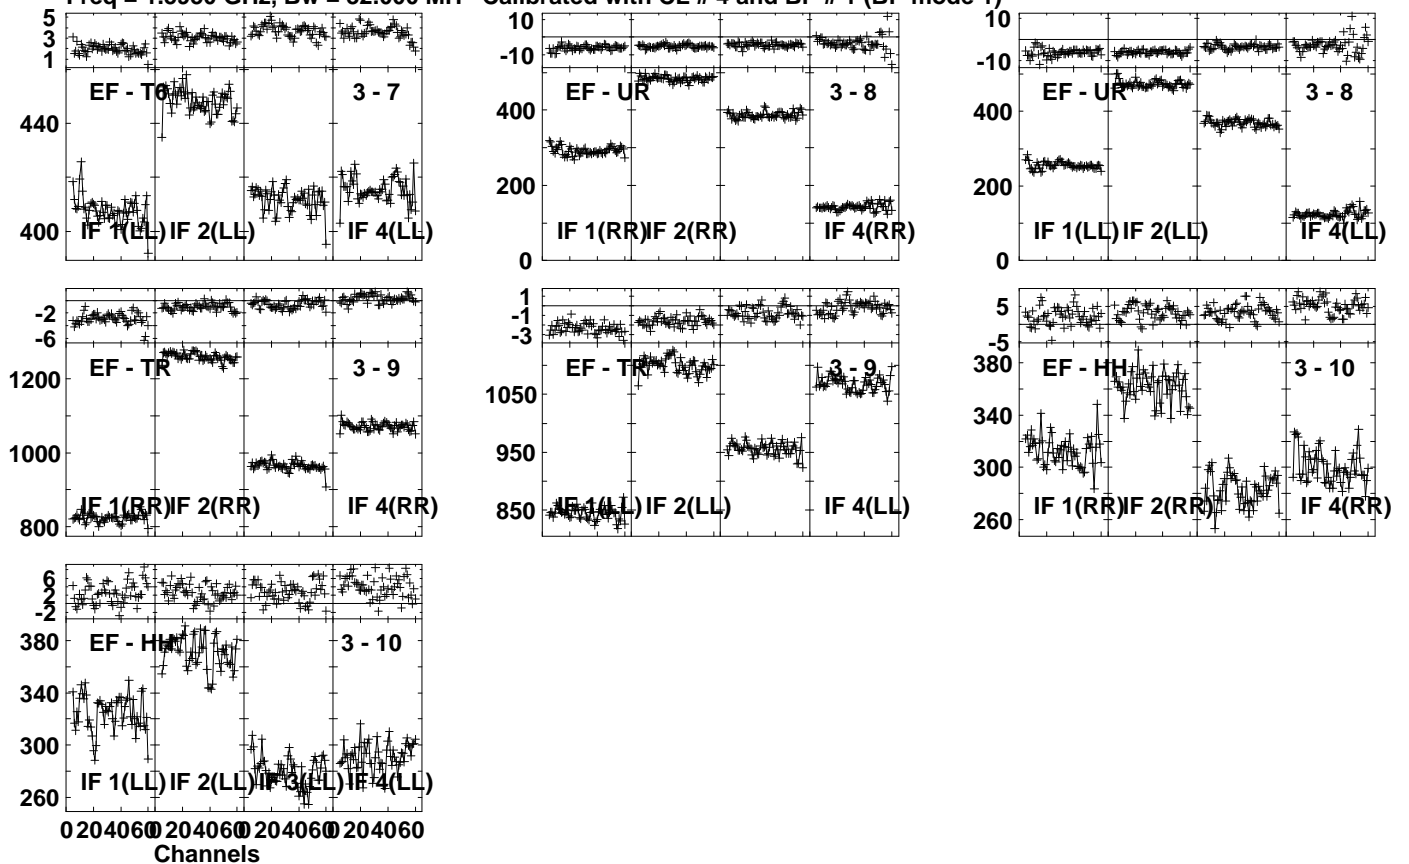 Calibrated with CL # 4 and BP # 1 (BP mode 1)
5
3
1
EF - T6 3 - 7
440
400
IF 1(LL) IF 2(LL) IF 4(LL)
10
-10
EF - UR 3 - 8
400
200
0
IF 1(RR) IF 2(RR) IF 4(RR)
10
-10
EF - UR 3 - 8
400
200
0
IF 1(LL) IF 2(LL) IF 4(LL)
-2
-6
EF - TR 3 - 9
1200
1000
800
IF 1(RR) IF 2(RR) IF 4(RR)
1
-1
-3
EF - TR 3 - 9
1050
950
850
IF 1(LL) IF 2(LL) IF 4(LL)
5
-5
EF - HH 3 - 10
380
340
300
260
IF 1(RR) IF 2(RR) IF 4(RR)
6
2
-2
EF - HH 3 - 10
380
340
300
260
IF 1(LL) IF 2(LL) IF 3(LL) IF 4(LL)
0 20 40 60 0 20 40 60 0 20 40 60 0 20 40 60
Channels